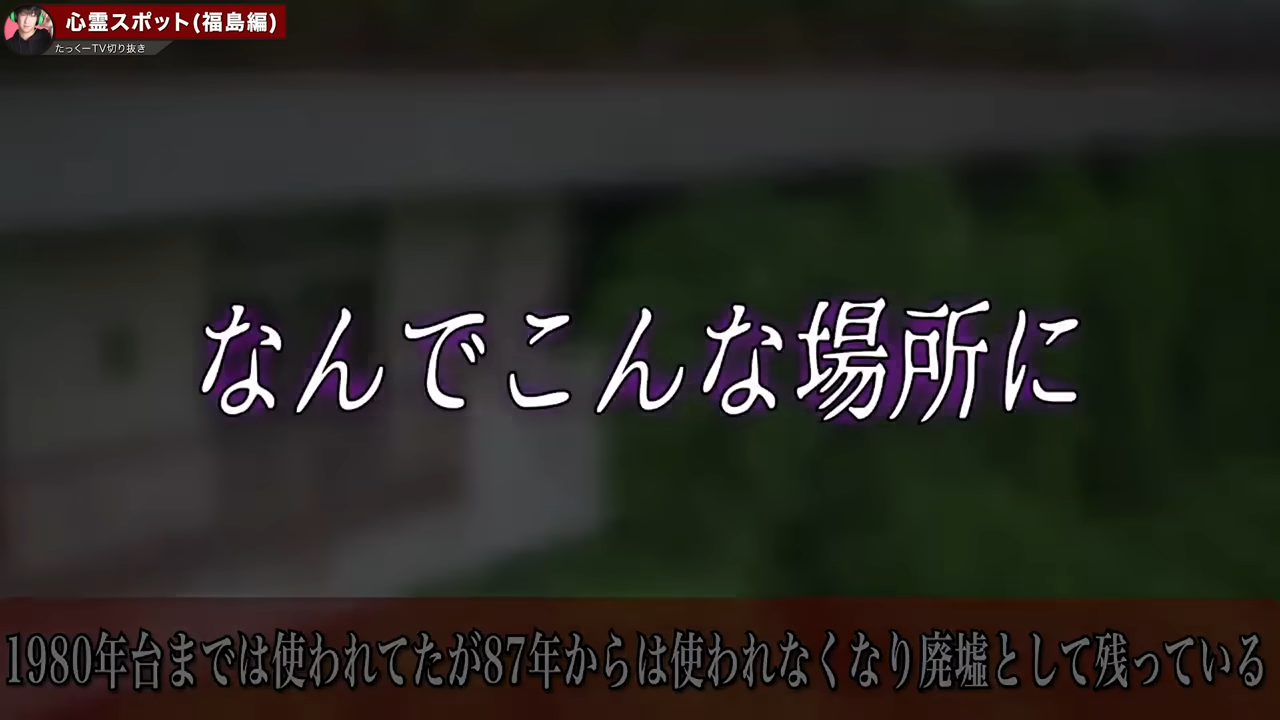 心霊スポット(福島編)
たっくーTV切り抜き
なんでこんな場所に
1980年台までは使われてたが87年からは使われなくなり廃墟として残っている